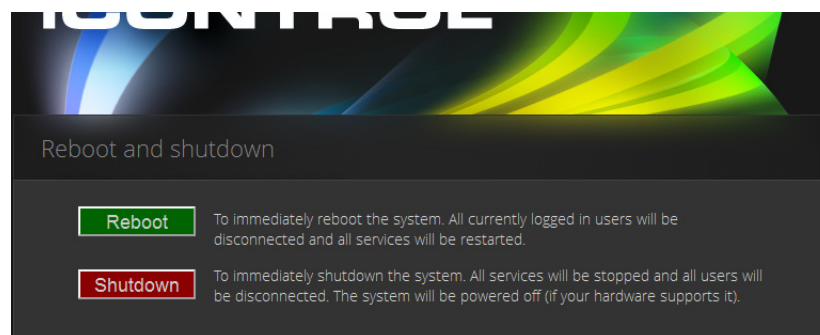 ICONTROL
Reboot and shutdown
Reboot
To immediately reboot the system. All currently logged in users will be
disconnected and all services will be restarted.
Shutdown
To immediately shutdown the system. All services will be stopped and all users will
be disconnected. The system will be powered off (if your hardware supports it).